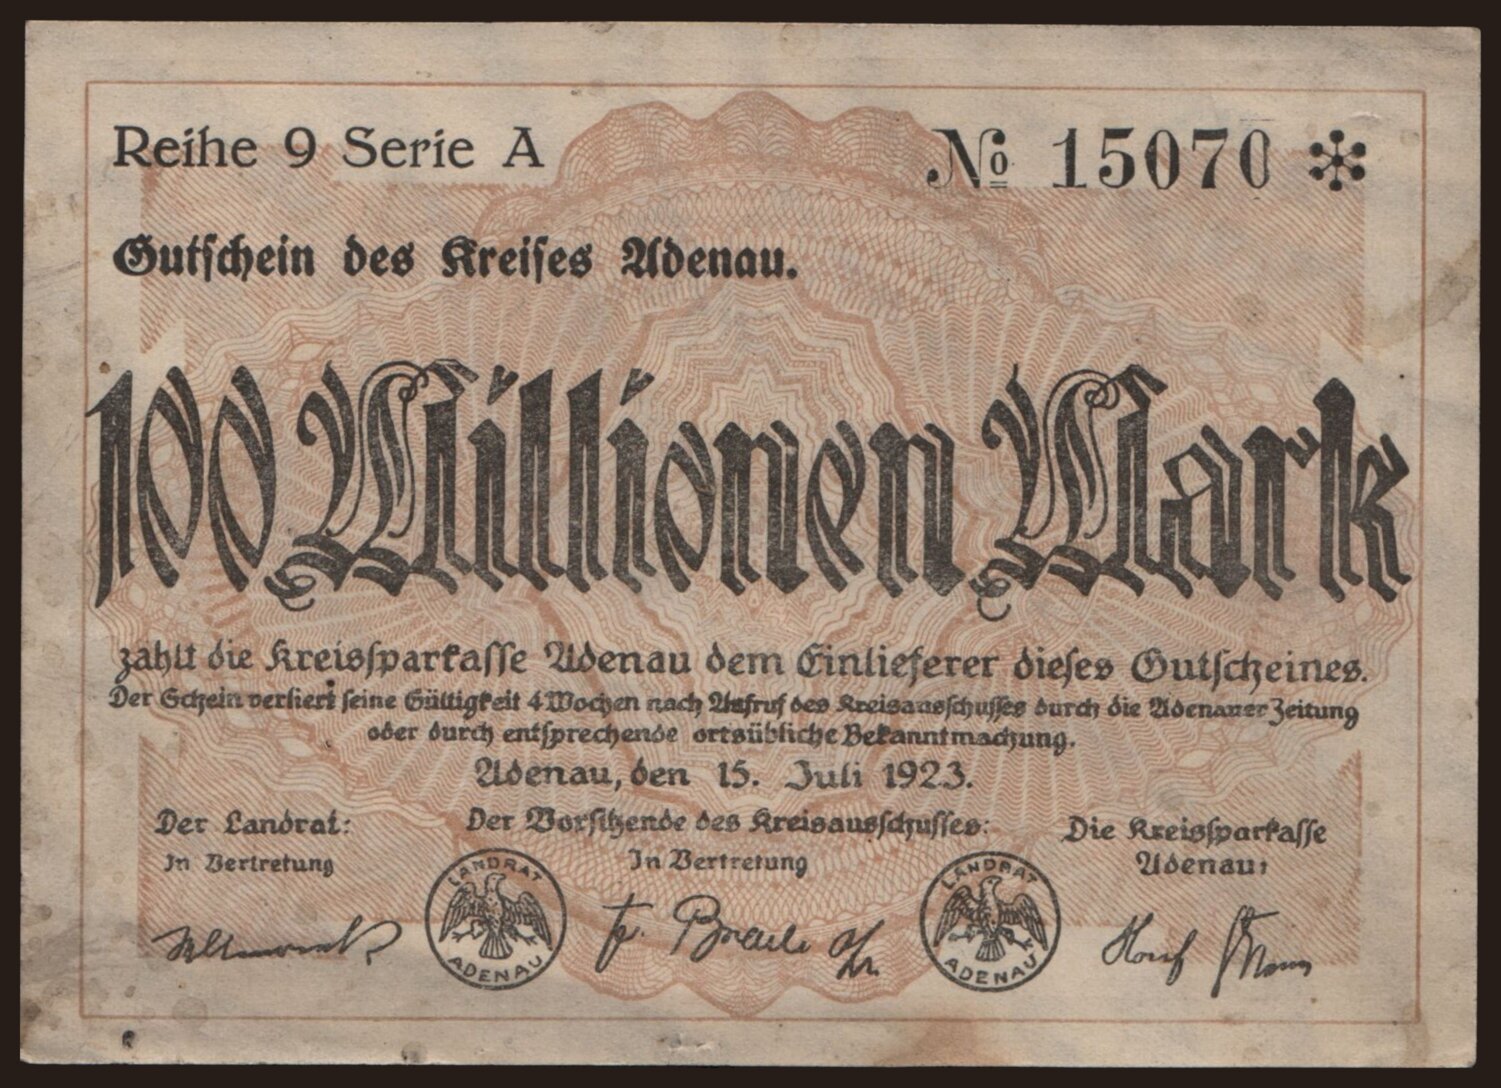 Reihe 9 Serie A
№ 15070 *
Gutschein des Kreises Adenau.
100 Millionen Mark
zahlt die Kreissparkasse Adenau dem Einlieferer dieses Gutscheines.
Der Schein verliert seine Gültigkeit 4 Wochen nach Aufruf des Kreisausschusses durch die Adenauer Zeitung
oder durch entsprechende ortsübliche Bekanntmachung.
Adenau, den 15. Juli 1923.
Der Landrat:
In Vertretung
Der Vorsitzende des Kreisausschusses:
In Vertretung
Die Kreissparkasse
Adenau:
LANDRAT
ADENAU
LANDRAT
ADENAU